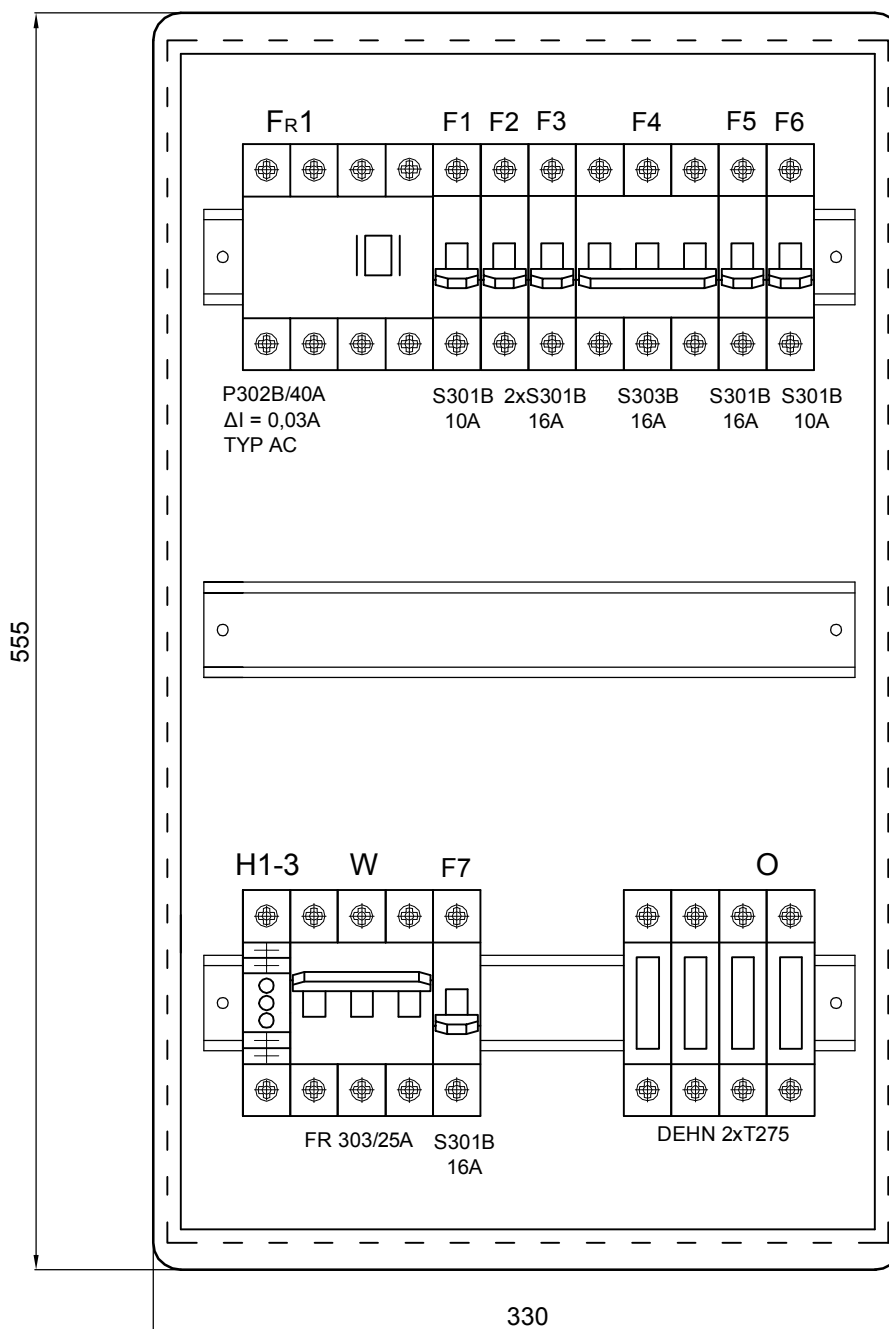 FR1 F1 F2 F3 F4 F5 F6
P302B/40A
ΔI = 0,03A
TYP AC
S301B 2xS301B S303B S301B S301B
10A 16A 16A 16A 10A
555
H1-3 W F7 O
FR 303/25A
S301B
16A
DEHN 2xT275
330